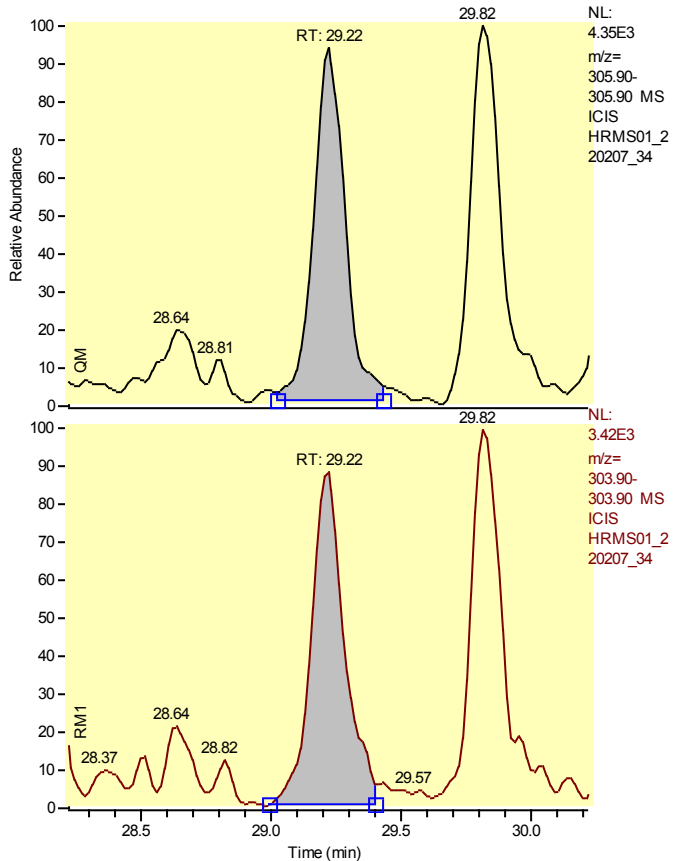 29.82
NL:
4.35E3
m/z=
305.90-
305.90 MS
ICIS
HRMS01_2
20207_34
RT: 29.22
100
90
80
70
60
50
40
30
20
10
0
Relative Abundance
28.64
28.81
QM
29.82
NL:
3.42E3
m/z=
303.90-
303.90 MS
ICIS
HRMS01_2
20207_34
RT: 29.22
100
90
80
70
60
50
40
30
20
10
0
RM1
28.64
28.37
28.82
29.57
28.5
29.0
29.5
30.0
Time (min)